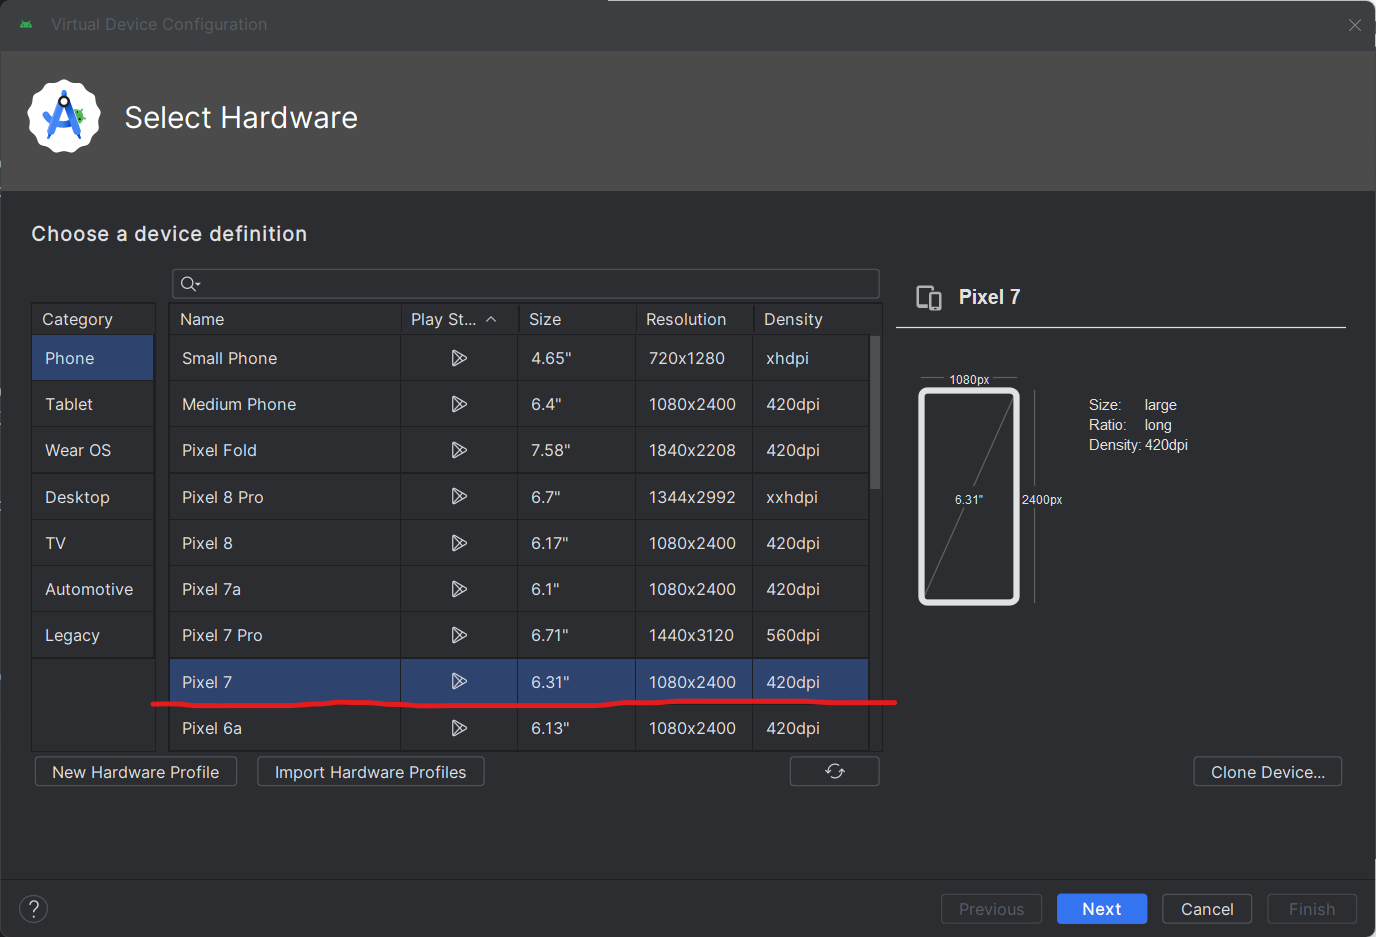 Virtual Device Configuration
Select Hardware
Choose a device definition
Category
Phone
Tablet
Wear OS
Desktop
TV
Automotive
Legacy
Name Play St... Size Resolution Density
Small Phone 4.65" 720x1280 xhdpi
Medium Phone 6.4" 1080x2400 420dpi
Pixel Fold 7.58" 1840x2208 420dpi
Pixel 8 Pro 6.7" 1344x2992 xxhdpi
Pixel 8 6.17" 1080x2400 420dpi
Pixel 7a 6.1" 1080x2400 420dpi
Pixel 7 Pro 6.71" 1440x3120 560dpi
Pixel 7 6.31" 1080x2400 420dpi
Pixel 6a 6.13" 1080x2400 420dpi
Pixel 7
1080px
6.31"
2400px
Size: large
Ratio: long
Density: 420dpi
New Hardware Profile Import Hardware Profiles Clone Device...
? Previous Next Cancel Finish